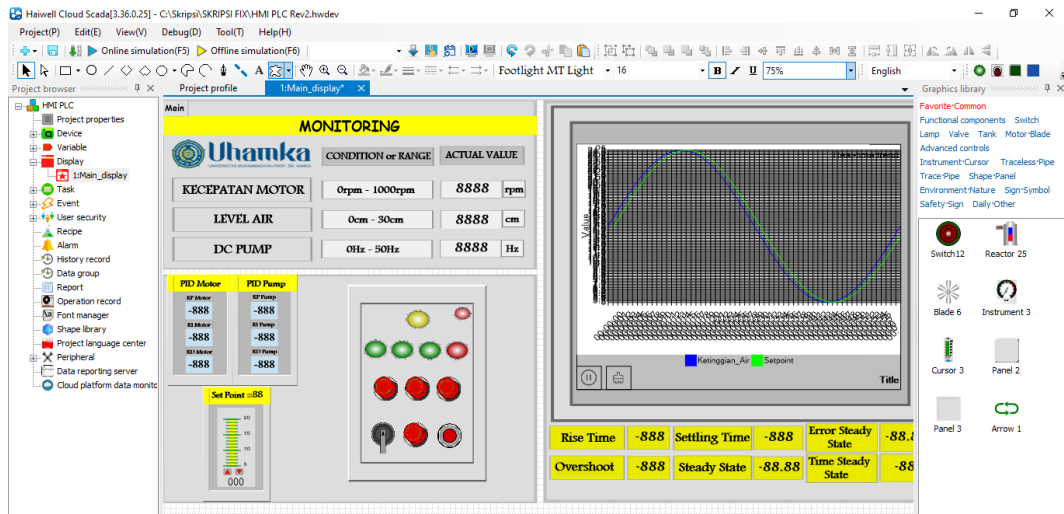 Haiwell Cloud Scada[3.36.0.25] - C:\Skripsi\SKRIPSI FIX\HMI PLC Rev2.hwdev
Project(P) Edit(E) View(V) Debug(D) Tool(T) Help(H)
Online simulation(F5) Offline simulation(F6)
A Footlight MT Light 16 B I U 75% English
Project browser
Project profile 1:Main_display*
Graphics library
HMI PLC
Project properties
Device
Variable
Display
1:Main_display
Task
Event
User security
Recipe
Alarm
History record
Data group
Report
Operation record
Font manager
Shape library
Project language center
Peripheral
Data reporting server
Cloud platform data monito
Main
MONITORING
Uhamka
CONDITION or RANGE ACTUAL VALUE
KECEPATAN MOTOR 0rpm - 1000rpm 8888 rpm
LEVEL AIR 0cm - 30cm 8888 cm
DC PUMP 0Hz - 50Hz 8888 Hz
PID Motor PID Pump
KP Motor KP Pump
-888 -888
KI Motor KI Pump
-888 -888
KD Motor KD Pump
-888 -888
Set Point =88
20
15
10
5
000
Value
Ketinggian_Air Setpoint
Title
Rise Time -888 Settling Time -888 Error Steady State -88.8
Overshoot -888 Steady State -88.88 Time Steady State -88
Favorite Common
Functional components Switch
Lamp Valve Tank Motor Blade
Advanced controls
Instrument Cursor Traceless Pipe
Trace Pipe Shape Panel
Environment Nature Sign Symbol
Safety Sign Daily Other
Switch12 Reactor 25
Blade 6 Instrument 3
Cursor 3 Panel 2
Panel 3 Arrow 1